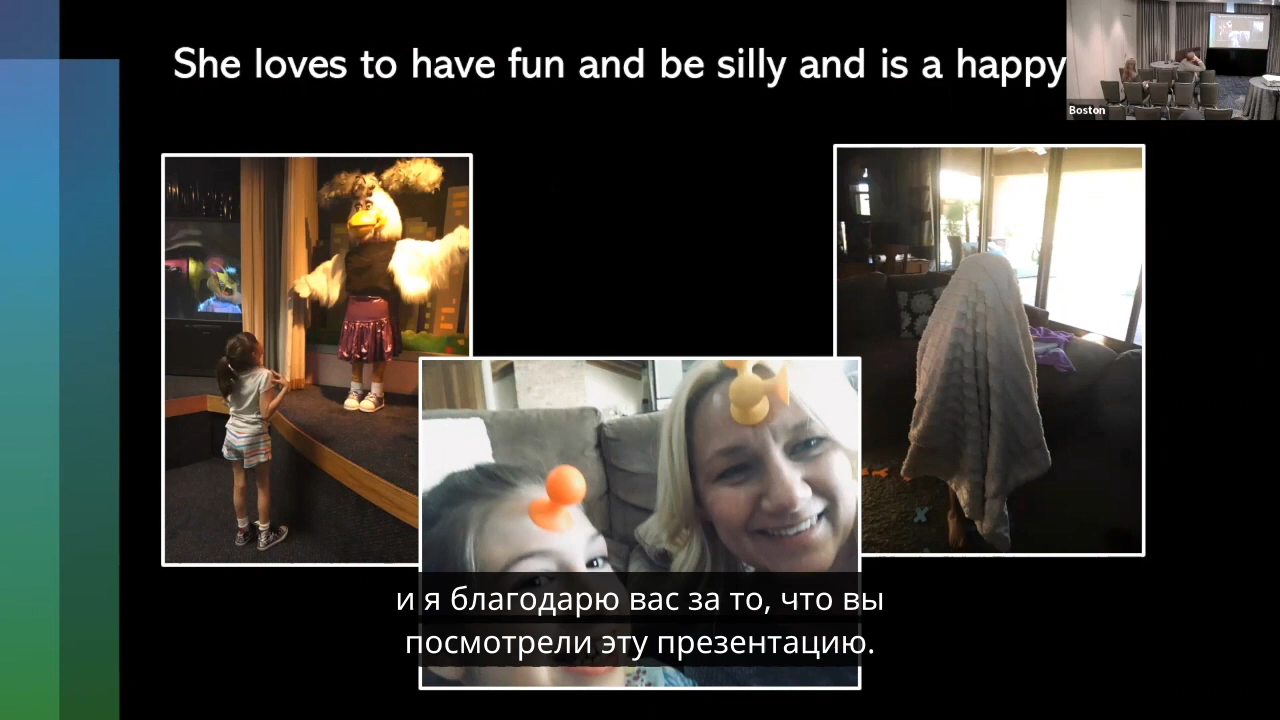 She loves to have fun and be silly and is a happy
Boston
и я благодарю вас за то, что вы
посмотрели эту презентацию.